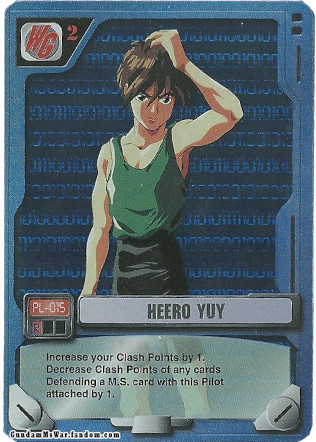 WG 2
PL-015
HEERO YUY
Increase your Clash Points by 1.
Decrease Clash Points of any cards
Defending a M.S. card with this Pilot
attached by 1.
GundamMsWar.fandom.com